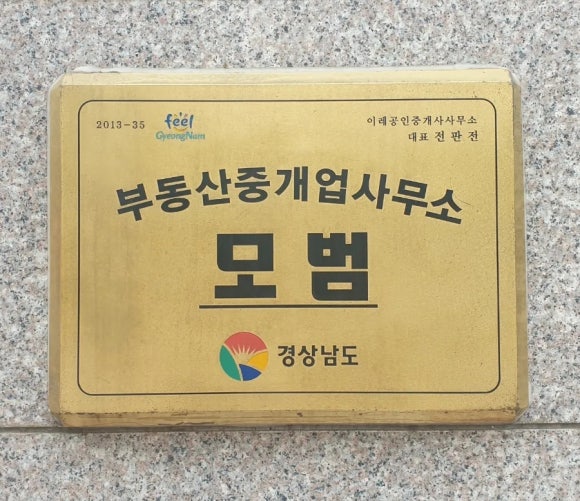 2013-35
feel
GyeongNam
이레공인중개사사무소
대표 전판전
부동산중개업사무소
모범
경상남도